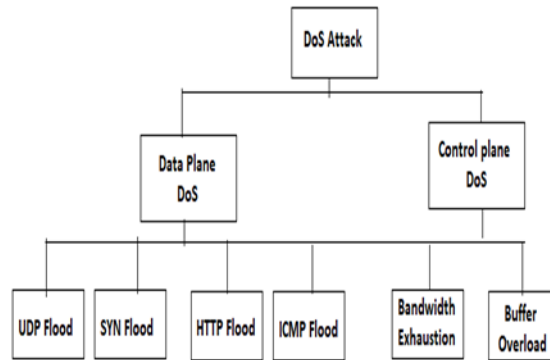 DoS Attack
Data Plane
DoS
Control plane
DoS
UDP Flood
SYN Flood
HTTP Flood
ICMP Flood
Bandwidth
Exhaustion
Buffer
Overload